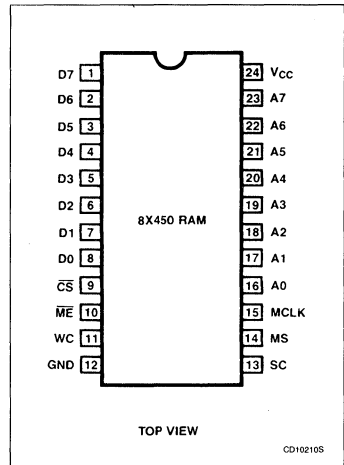 D7 1 24 VCC
D6 2 23 A7
D5 3 22 A6
D4 4 21 A5
D3 5 20 A4
D2 6 19 A3
8X450 RAM
D1 7 18 A2
D0 8 17 A1
C̅S̅ 9 16 A0
M̅E̅ 10 15 MCLK
WC 11 14 MS
GND 12 13 SC
TOP VIEW
CD10210S